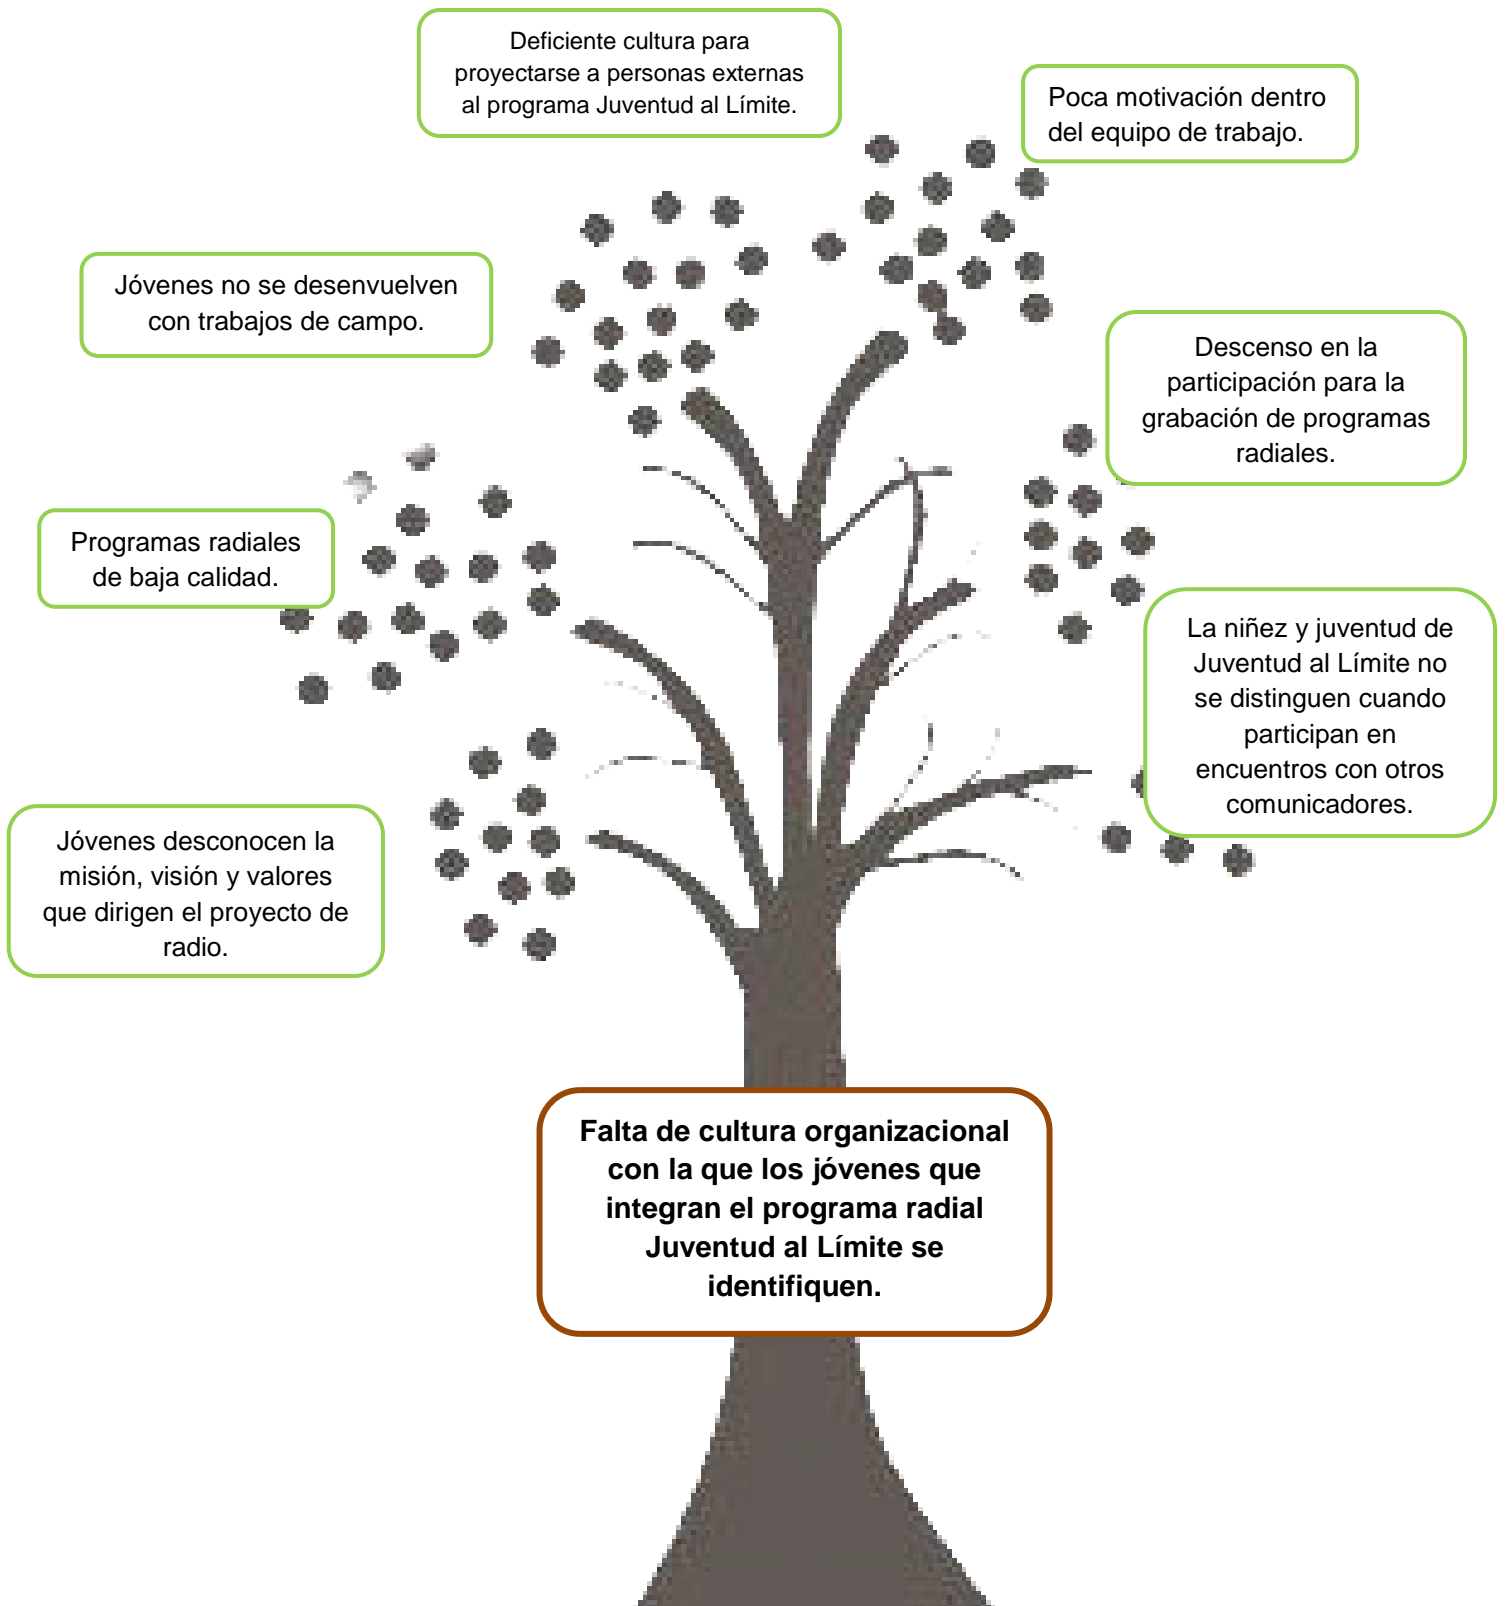 Deficiente cultura para
proyectarse a personas externas
al programa Juventud al Límite.
Poca motivación dentro
del equipo de trabajo.
Jóvenes no se desenvuelven
con trabajos de campo.
Descenso en la
participación para la
grabación de programas
radiales.
Programas radiales
de baja calidad.
La niñez y juventud de
Juventud al Límite no
se distinguen cuando
participan en
encuentros con otros
comunicadores.
Jóvenes desconocen la
misión, visión y valores
que dirigen el proyecto de
radio.
Falta de cultura organizacional
con la que los jóvenes que
integran el programa radial
Juventud al Límite se
identifiquen.